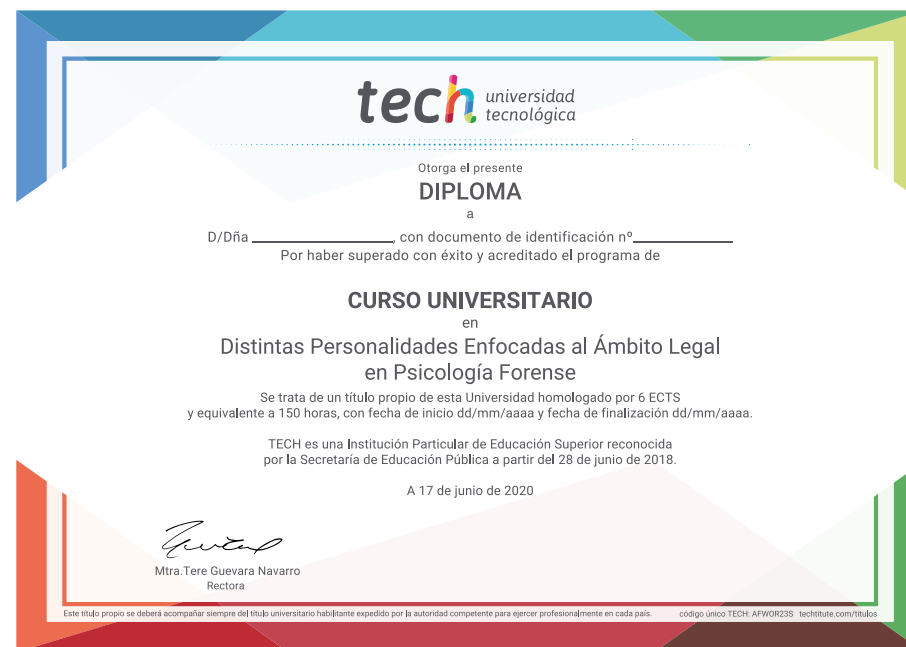 tech universidad
tecnológica
Otorga el presente
DIPLOMA
a
D/Dña ____________________, con documento de identificación nº______________
Por haber superado con éxito y acreditado el programa de
CURSO UNIVERSITARIO
en
Distintas Personalidades Enfocadas al Ámbito Legal
en Psicología Forense
Se trata de un título propio de esta Universidad homologado por 6 ECTS
y equivalente a 150 horas, con fecha de inicio dd/mm/aaaa y fecha de finalización dd/mm/aaaa.
TECH es una Institución Particular de Educación Superior reconocida
por la Secretaría de Educación Pública a partir del 28 de junio de 2018.
A 17 de junio de 2020
Mtra.Tere Guevara Navarro
Rectora
Este título propio se deberá acompañar siempre del título universitario habilitante expedido por la autoridad competente para ejercer profesionalmente en cada país. código único TECH: AFWOR23S techtitute.com/titulos